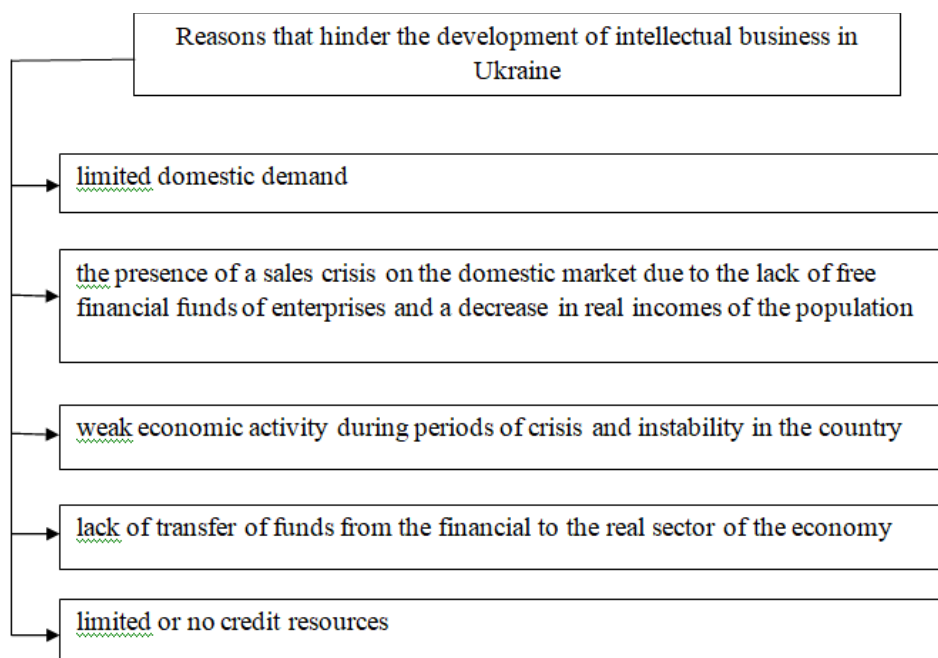 Reasons that hinder the development of intellectual business in
Ukraine
limited domestic demand
the presence of a sales crisis on the domestic market due to the lack of free
financial funds of enterprises and a decrease in real incomes of the population
weak economic activity during periods of crisis and instability in the country
lack of transfer of funds from the financial to the real sector of the economy
limited or no credit resources